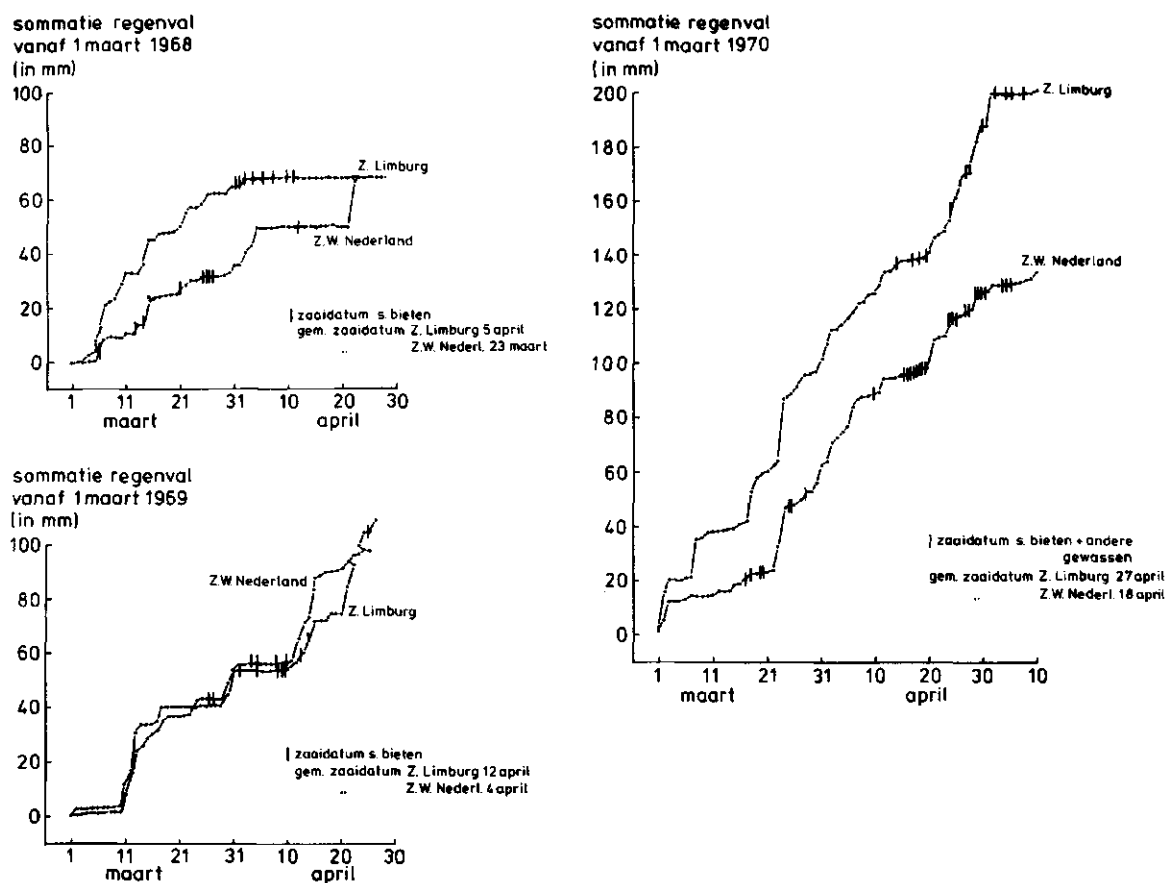 sommatie regenval
vanaf 1 maart 1968
(in mm)
100
80
60
40
20
0
Z. Limburg
Z.W. Nederland
| zaaidatum s. bieten
gem. zaaidatum Z. Limburg 5 april
,, Z.W. Nederl. 23 maart
1 11 21 31 10 20 30
maart april
sommatie regenval
vanaf 1 maart 1969
(in mm)
100
80
60
40
20
0
Z.W Nederland
Z. Limburg
| zaaidatum s. bieten
gem. zaaidatum Z. Limburg 12 april
,, Z.W. Nederl. 4 april
1 11 21 31 10 20 30
maart april
sommatie regenval
vanaf 1 maart 1970
(in mm)
200
180
160
140
120
100
80
60
40
20
0
Z. Limburg
Z.W. Nederland
| zaaidatum s. bieten + andere
gewassen
gem. zaaidatum Z. Limburg 27 april
,, Z.W. Nederl. 18 april
1 11 21 31 10 20 30 10
maart april